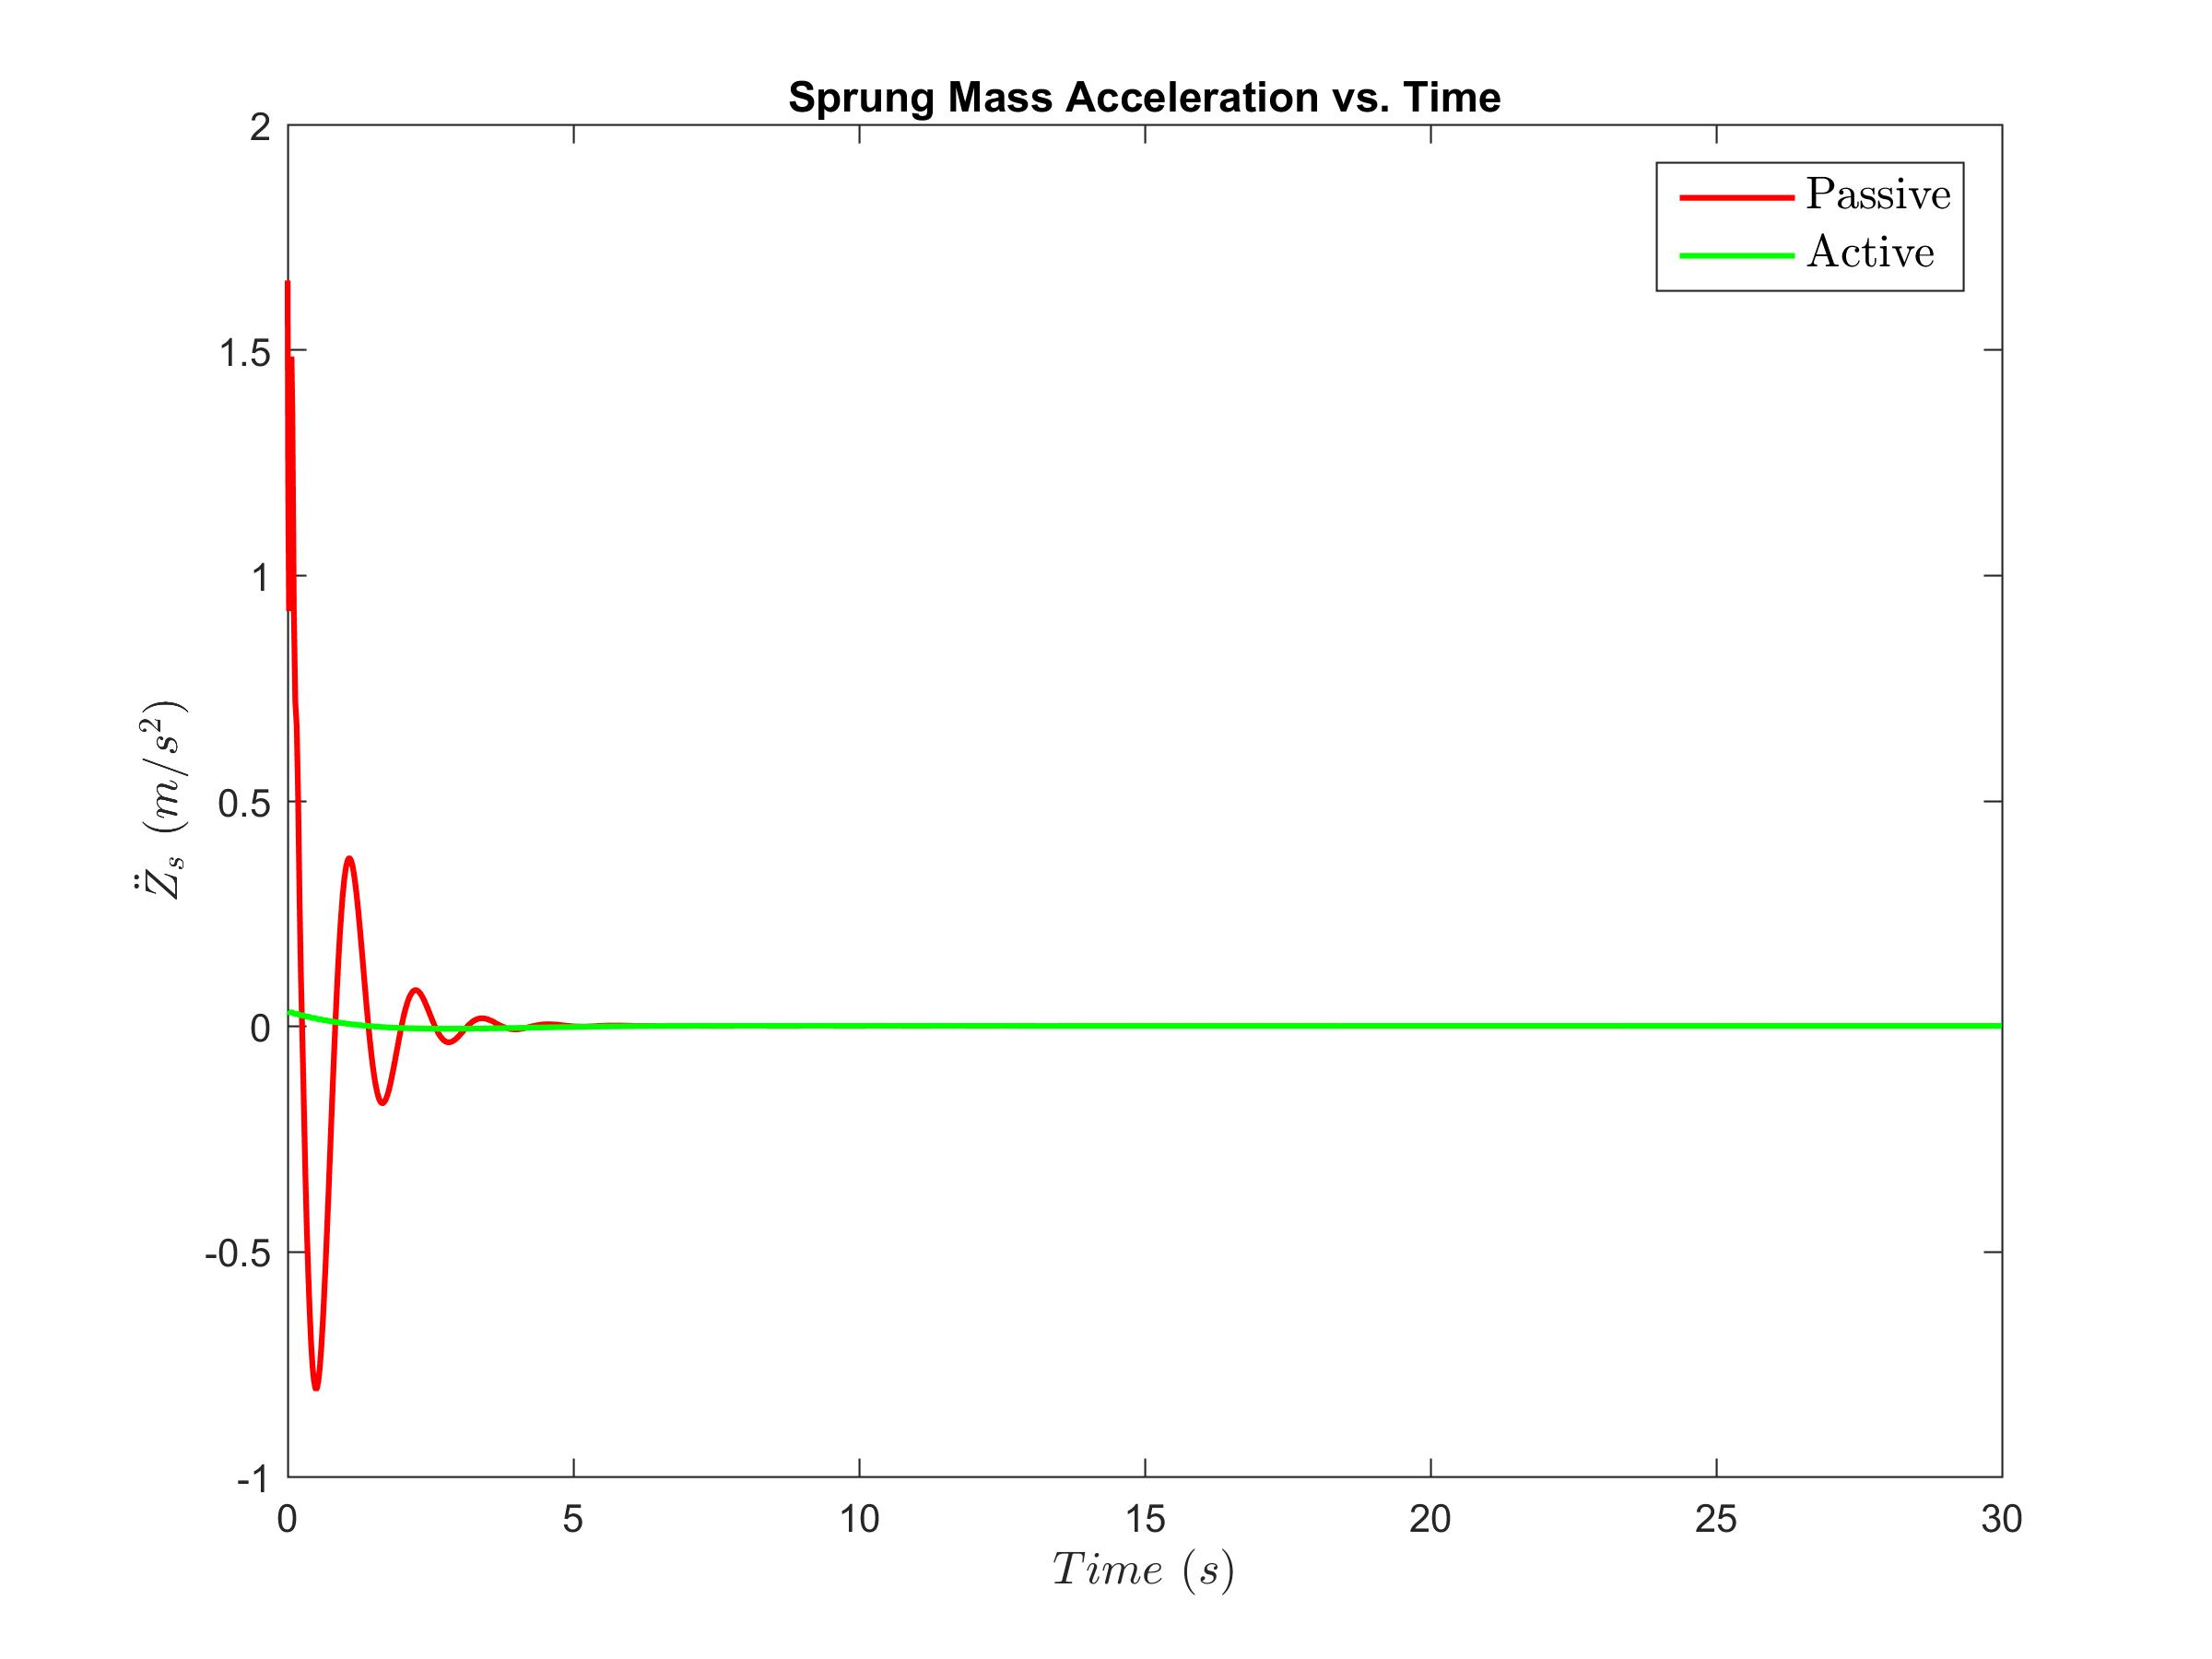 Sprung Mass Acceleration vs. Time
2
1.5
1
0.5
0
-0.5
-1
Z̈ₛ (m/s²)
Passive
Active
0 5 10 15 20 25 30
Time (s)